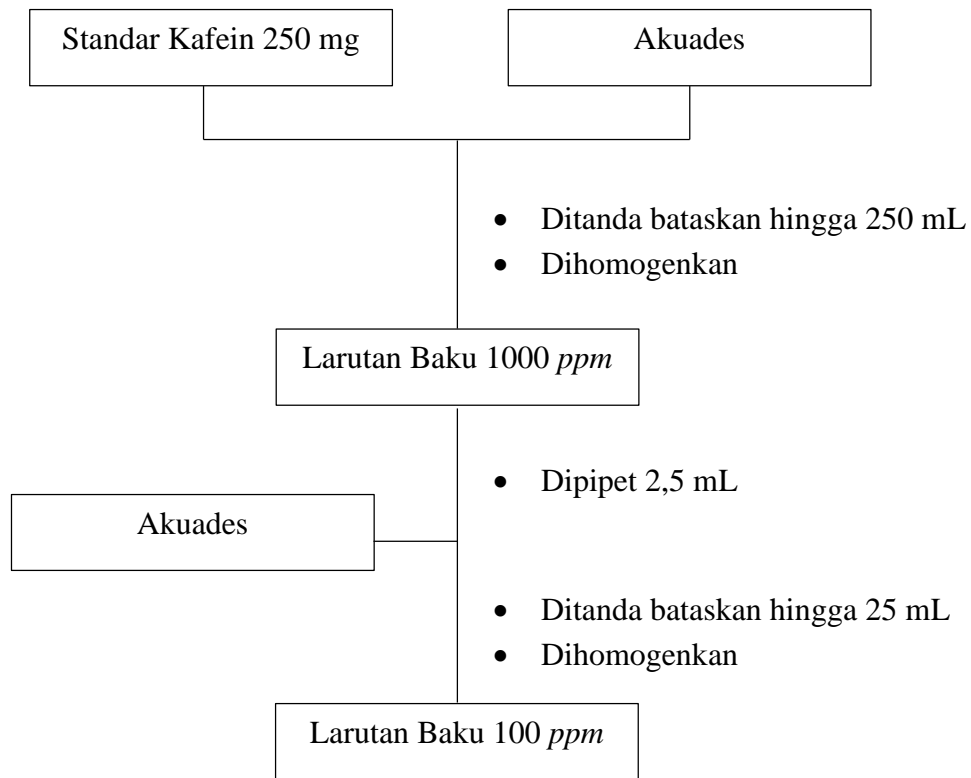 Standar Kafein 250 mg
Akuades
• Ditanda bataskan hingga 250 mL
• Dihomogenkan
Larutan Baku 1000 ppm
• Dipipet 2,5 mL
Akuades
• Ditanda bataskan hingga 25 mL
• Dihomogenkan
Larutan Baku 100 ppm